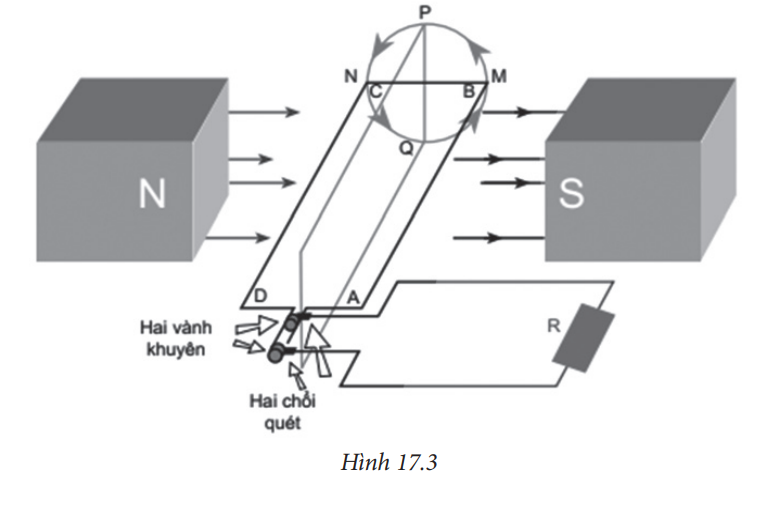 P
N
M
C
B
Q
N
S
D
A
Hai vành
khuyên
R
Hai chổi
quét
Hình 17.3